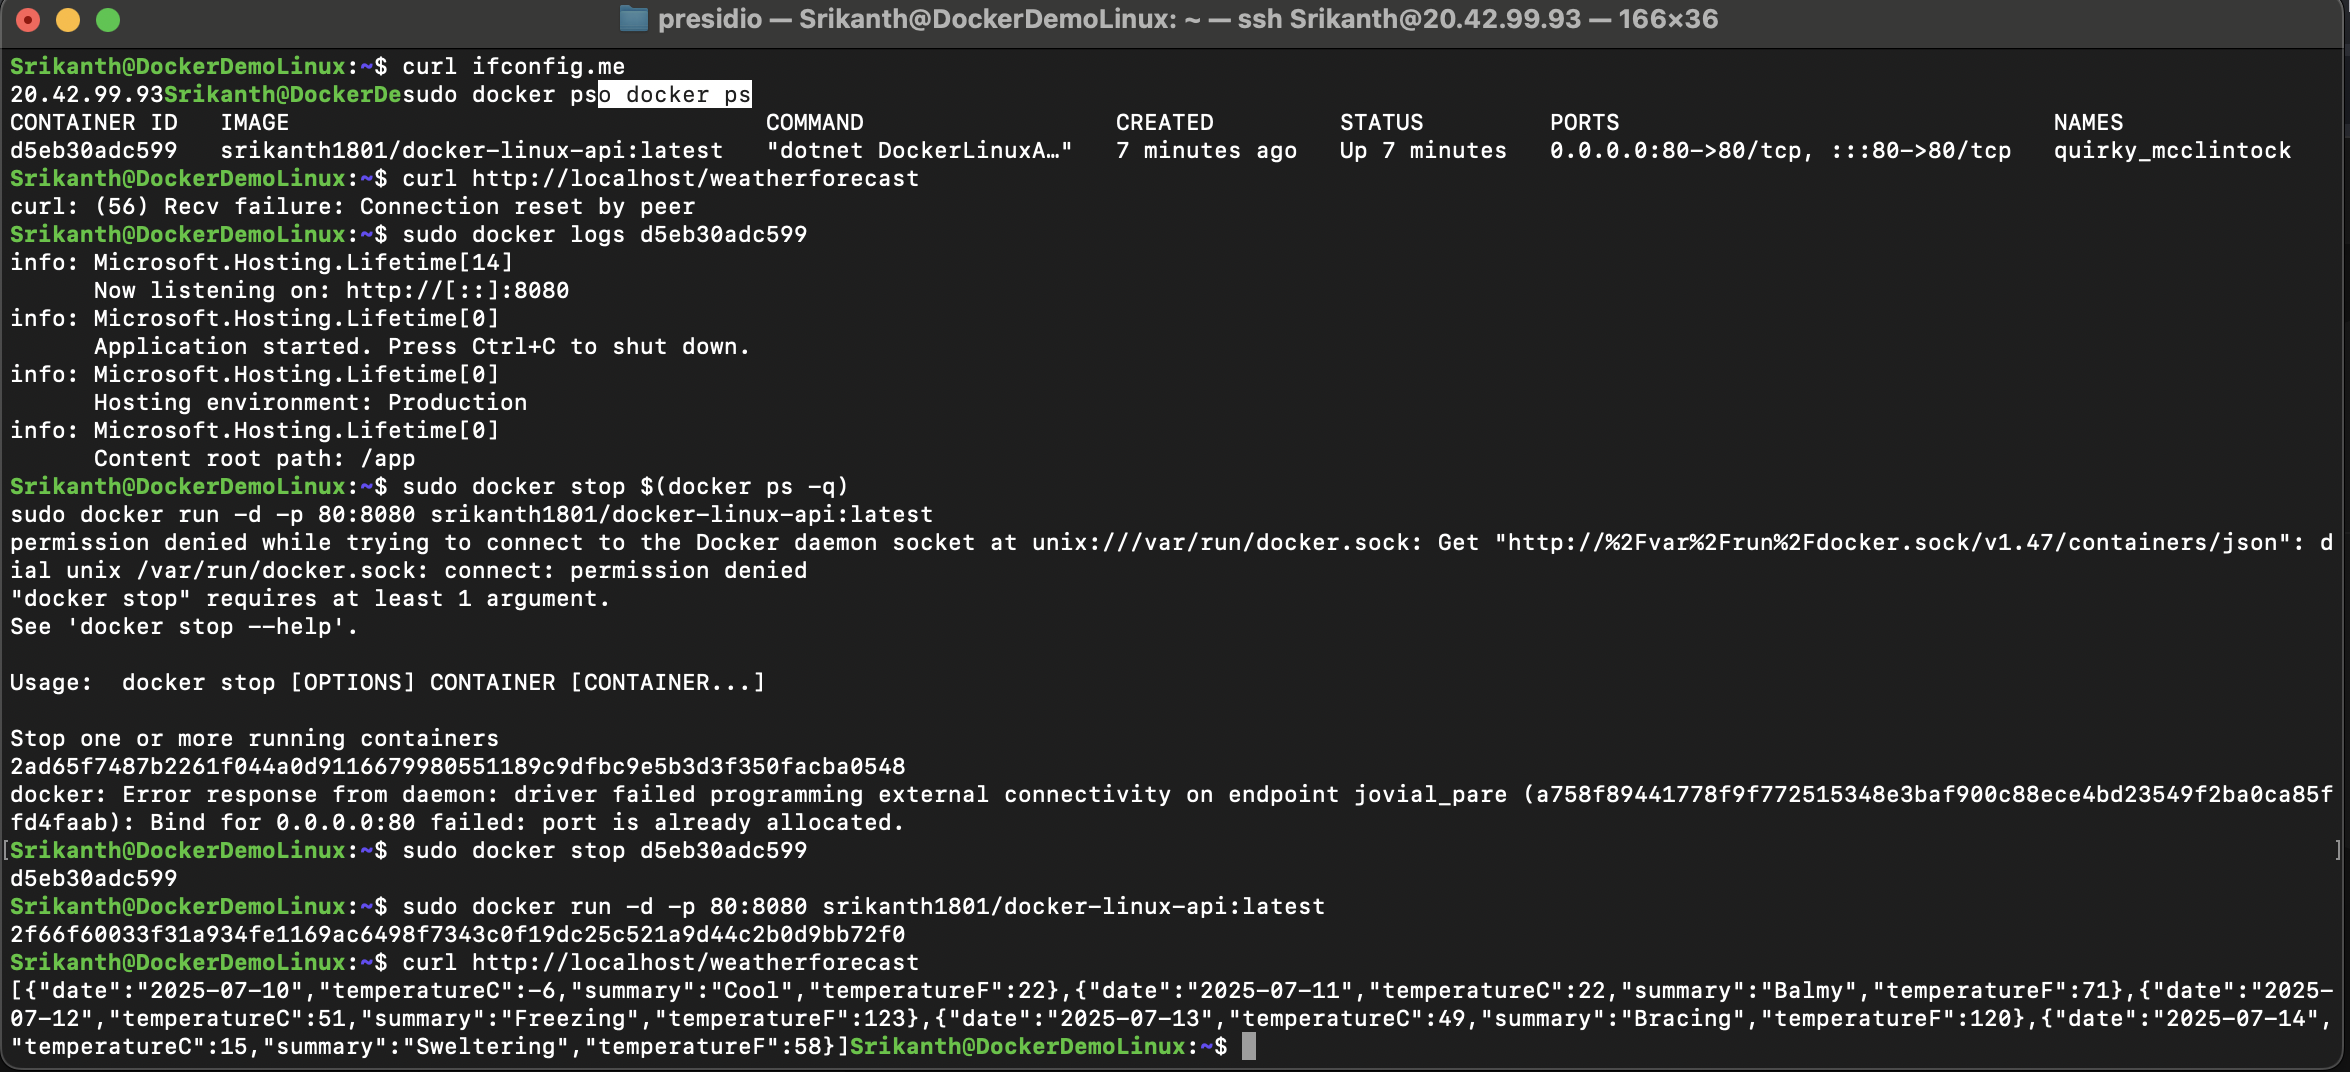 presidio — Srikanth@DockerDemoLinux: ~ — ssh Srikanth@20.42.99.93 — 166×36
Srikanth@DockerDemoLinux:~$ curl ifconfig.me
20.42.99.93Srikanth@DockerDesudo docker pso docker ps
CONTAINER ID   IMAGE                                  COMMAND                  CREATED         STATUS         PORTS                               NAMES
d5eb30adc599   srikanth1801/docker-linux-api:latest   "dotnet DockerLinuxA…"   7 minutes ago   Up 7 minutes   0.0.0.0:80->80/tcp, :::80->80/tcp   quirky_mcclintock
Srikanth@DockerDemoLinux:~$ curl http://localhost/weatherforecast
curl: (56) Recv failure: Connection reset by peer
Srikanth@DockerDemoLinux:~$ sudo docker logs d5eb30adc599
info: Microsoft.Hosting.Lifetime[14]
      Now listening on: http://[::]:8080
info: Microsoft.Hosting.Lifetime[0]
      Application started. Press Ctrl+C to shut down.
info: Microsoft.Hosting.Lifetime[0]
      Hosting environment: Production
info: Microsoft.Hosting.Lifetime[0]
      Content root path: /app
Srikanth@DockerDemoLinux:~$ sudo docker stop $(docker ps -q)
sudo docker run -d -p 80:8080 srikanth1801/docker-linux-api:latest
permission denied while trying to connect to the Docker daemon socket at unix:///var/run/docker.sock: Get "http://%2Fvar%2Frun%2Fdocker.sock/v1.47/containers/json": d
ial unix /var/run/docker.sock: connect: permission denied
"docker stop" requires at least 1 argument.
See 'docker stop --help'.

Usage:  docker stop [OPTIONS] CONTAINER [CONTAINER...]

Stop one or more running containers
2ad65f7487b2261f044a0d9116679980551189c9dfbc9e5b3d3f350facba0548
docker: Error response from daemon: driver failed programming external connectivity on endpoint jovial_pare (a758f89441778f9f772515348e3baf900c88ece4bd23549f2ba0ca85f
fd4faab): Bind for 0.0.0.0:80 failed: port is already allocated.
[Srikanth@DockerDemoLinux:~$ sudo docker stop d5eb30adc599 ]
d5eb30adc599
Srikanth@DockerDemoLinux:~$ sudo docker run -d -p 80:8080 srikanth1801/docker-linux-api:latest
2f66f60033f31a934fe1169ac6498f7343c0f19dc25c521a9d44c2b0d9bb72f0
Srikanth@DockerDemoLinux:~$ curl http://localhost/weatherforecast
[{"date":"2025-07-10","temperatureC":-6,"summary":"Cool","temperatureF":22},{"date":"2025-07-11","temperatureC":22,"summary":"Balmy","temperatureF":71},{"date":"2025-
07-12","temperatureC":51,"summary":"Freezing","temperatureF":123},{"date":"2025-07-13","temperatureC":49,"summary":"Bracing","temperatureF":120},{"date":"2025-07-14",
"temperatureC":15,"summary":"Sweltering","temperatureF":58}]Srikanth@DockerDemoLinux:~$